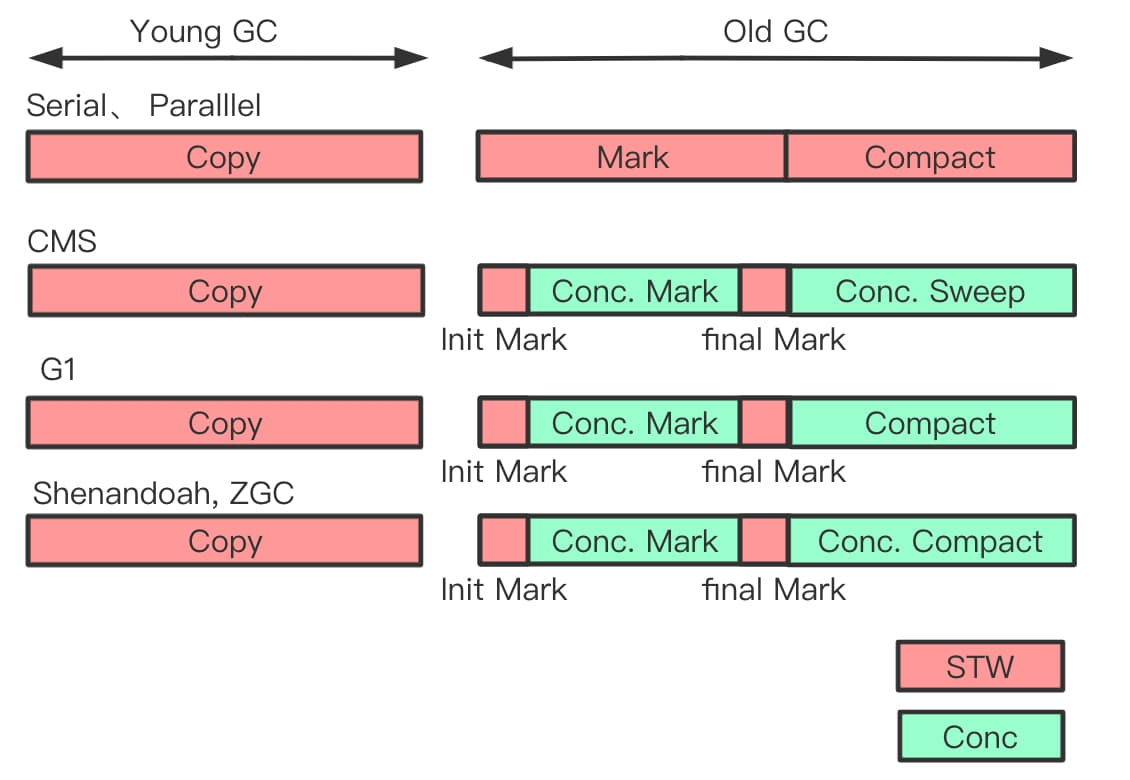 Young GC
Old GC
Serial、 Paralllel
Copy
Mark
Compact
CMS
Copy
Conc. Mark
Conc. Sweep
Init Mark
final Mark
G1
Copy
Conc. Mark
Compact
Init Mark
final Mark
Shenandoah, ZGC
Copy
Conc. Mark
Conc. Compact
Init Mark
final Mark
STW
Conc